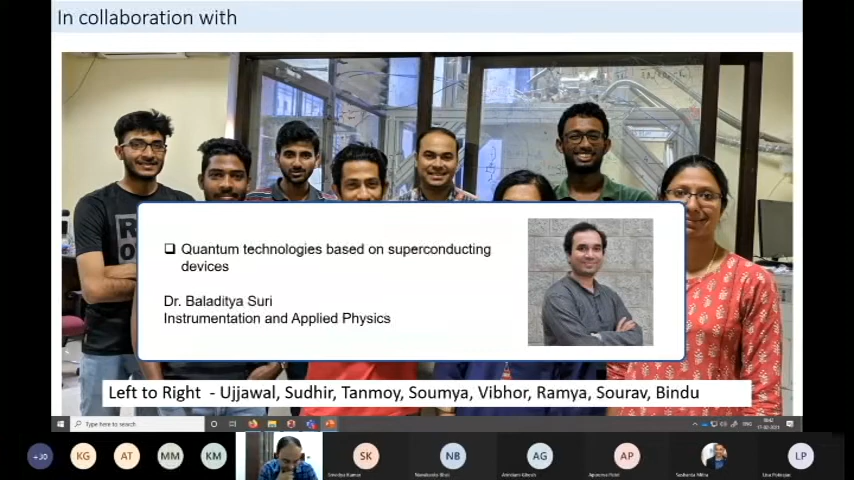 In collaboration with
Quantum technologies based on superconducting
devices
Dr. Baladitya Suri
Instrumentation and Applied Physics
Left to Right - Ujjawal, Sudhir, Tanmoy, Soumya, Vibhor, Ramya, Sourav, Bindu
Type here to search
ENG
+30
KG
AT
MM
KM
SK
NB
AG
AP
LP